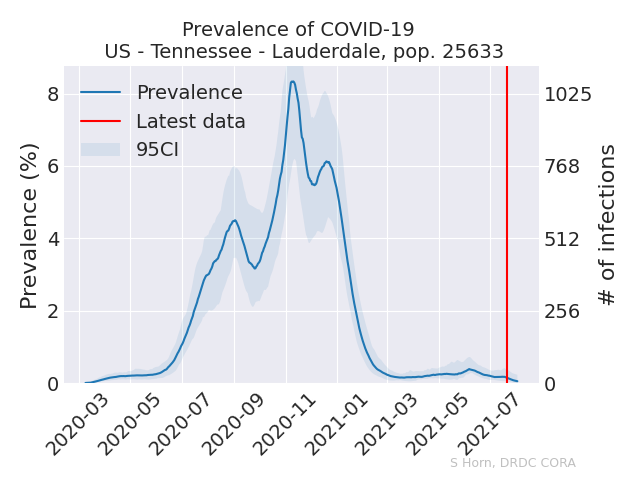 Prevalence of COVID-19
US - Tennessee - Lauderdale, pop. 25633
Prevalence
Latest data
95CI
Prevalence (%)
8
6
4
2
0
1025
768
512
256
0
# of infections
2020-03
2020-05
2020-07
2020-09
2020-11
2021-01
2021-03
2021-05
2021-07
S Horn, DRDC CORA